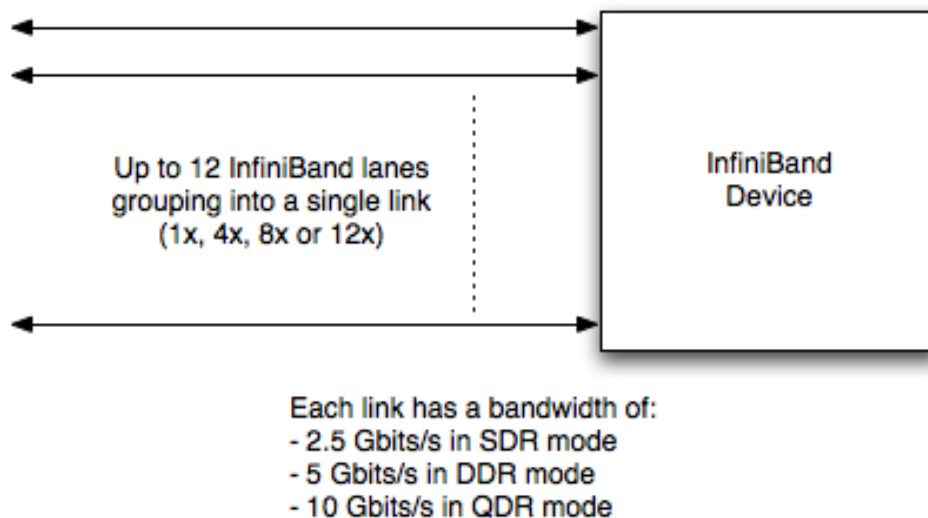 Up to 12 InfiniBand lanes
grouping into a single link
(1x, 4x, 8x or 12x)
InfiniBand
Device
Each link has a bandwidth of:
- 2.5 Gbits/s in SDR mode
- 5 Gbits/s in DDR mode
- 10 Gbits/s in QDR mode